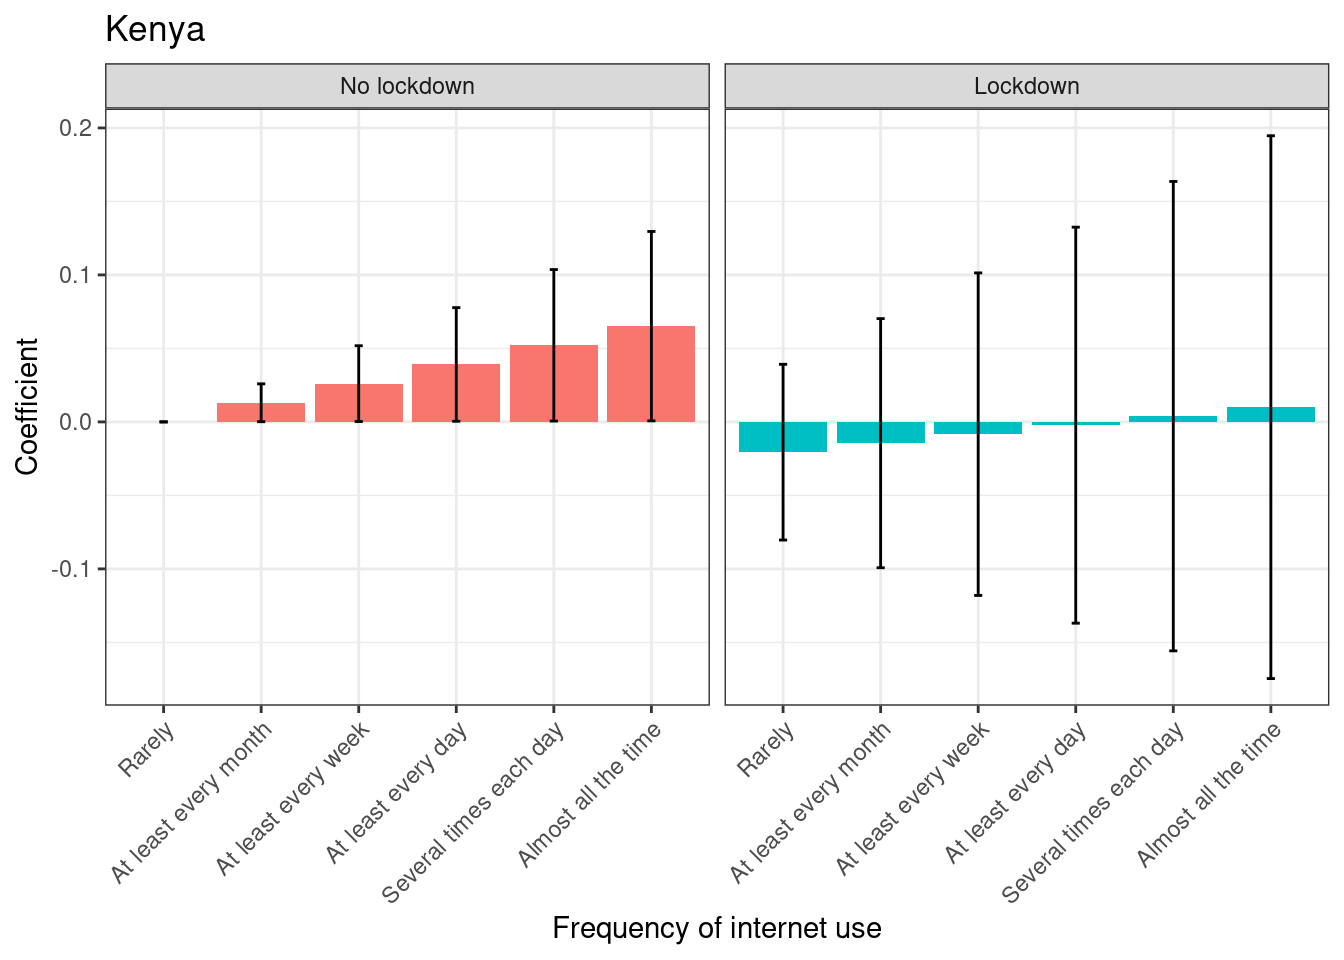 Kenya
No lockdown
Lockdown
0.2
0.1
0.0
-0.1
Coefficient
Rarely
At least every month
At least every week
At least every day
Several times each day
Almost all the time
Rarely
At least every month
At least every week
At least every day
Several times each day
Almost all the time
Frequency of internet use